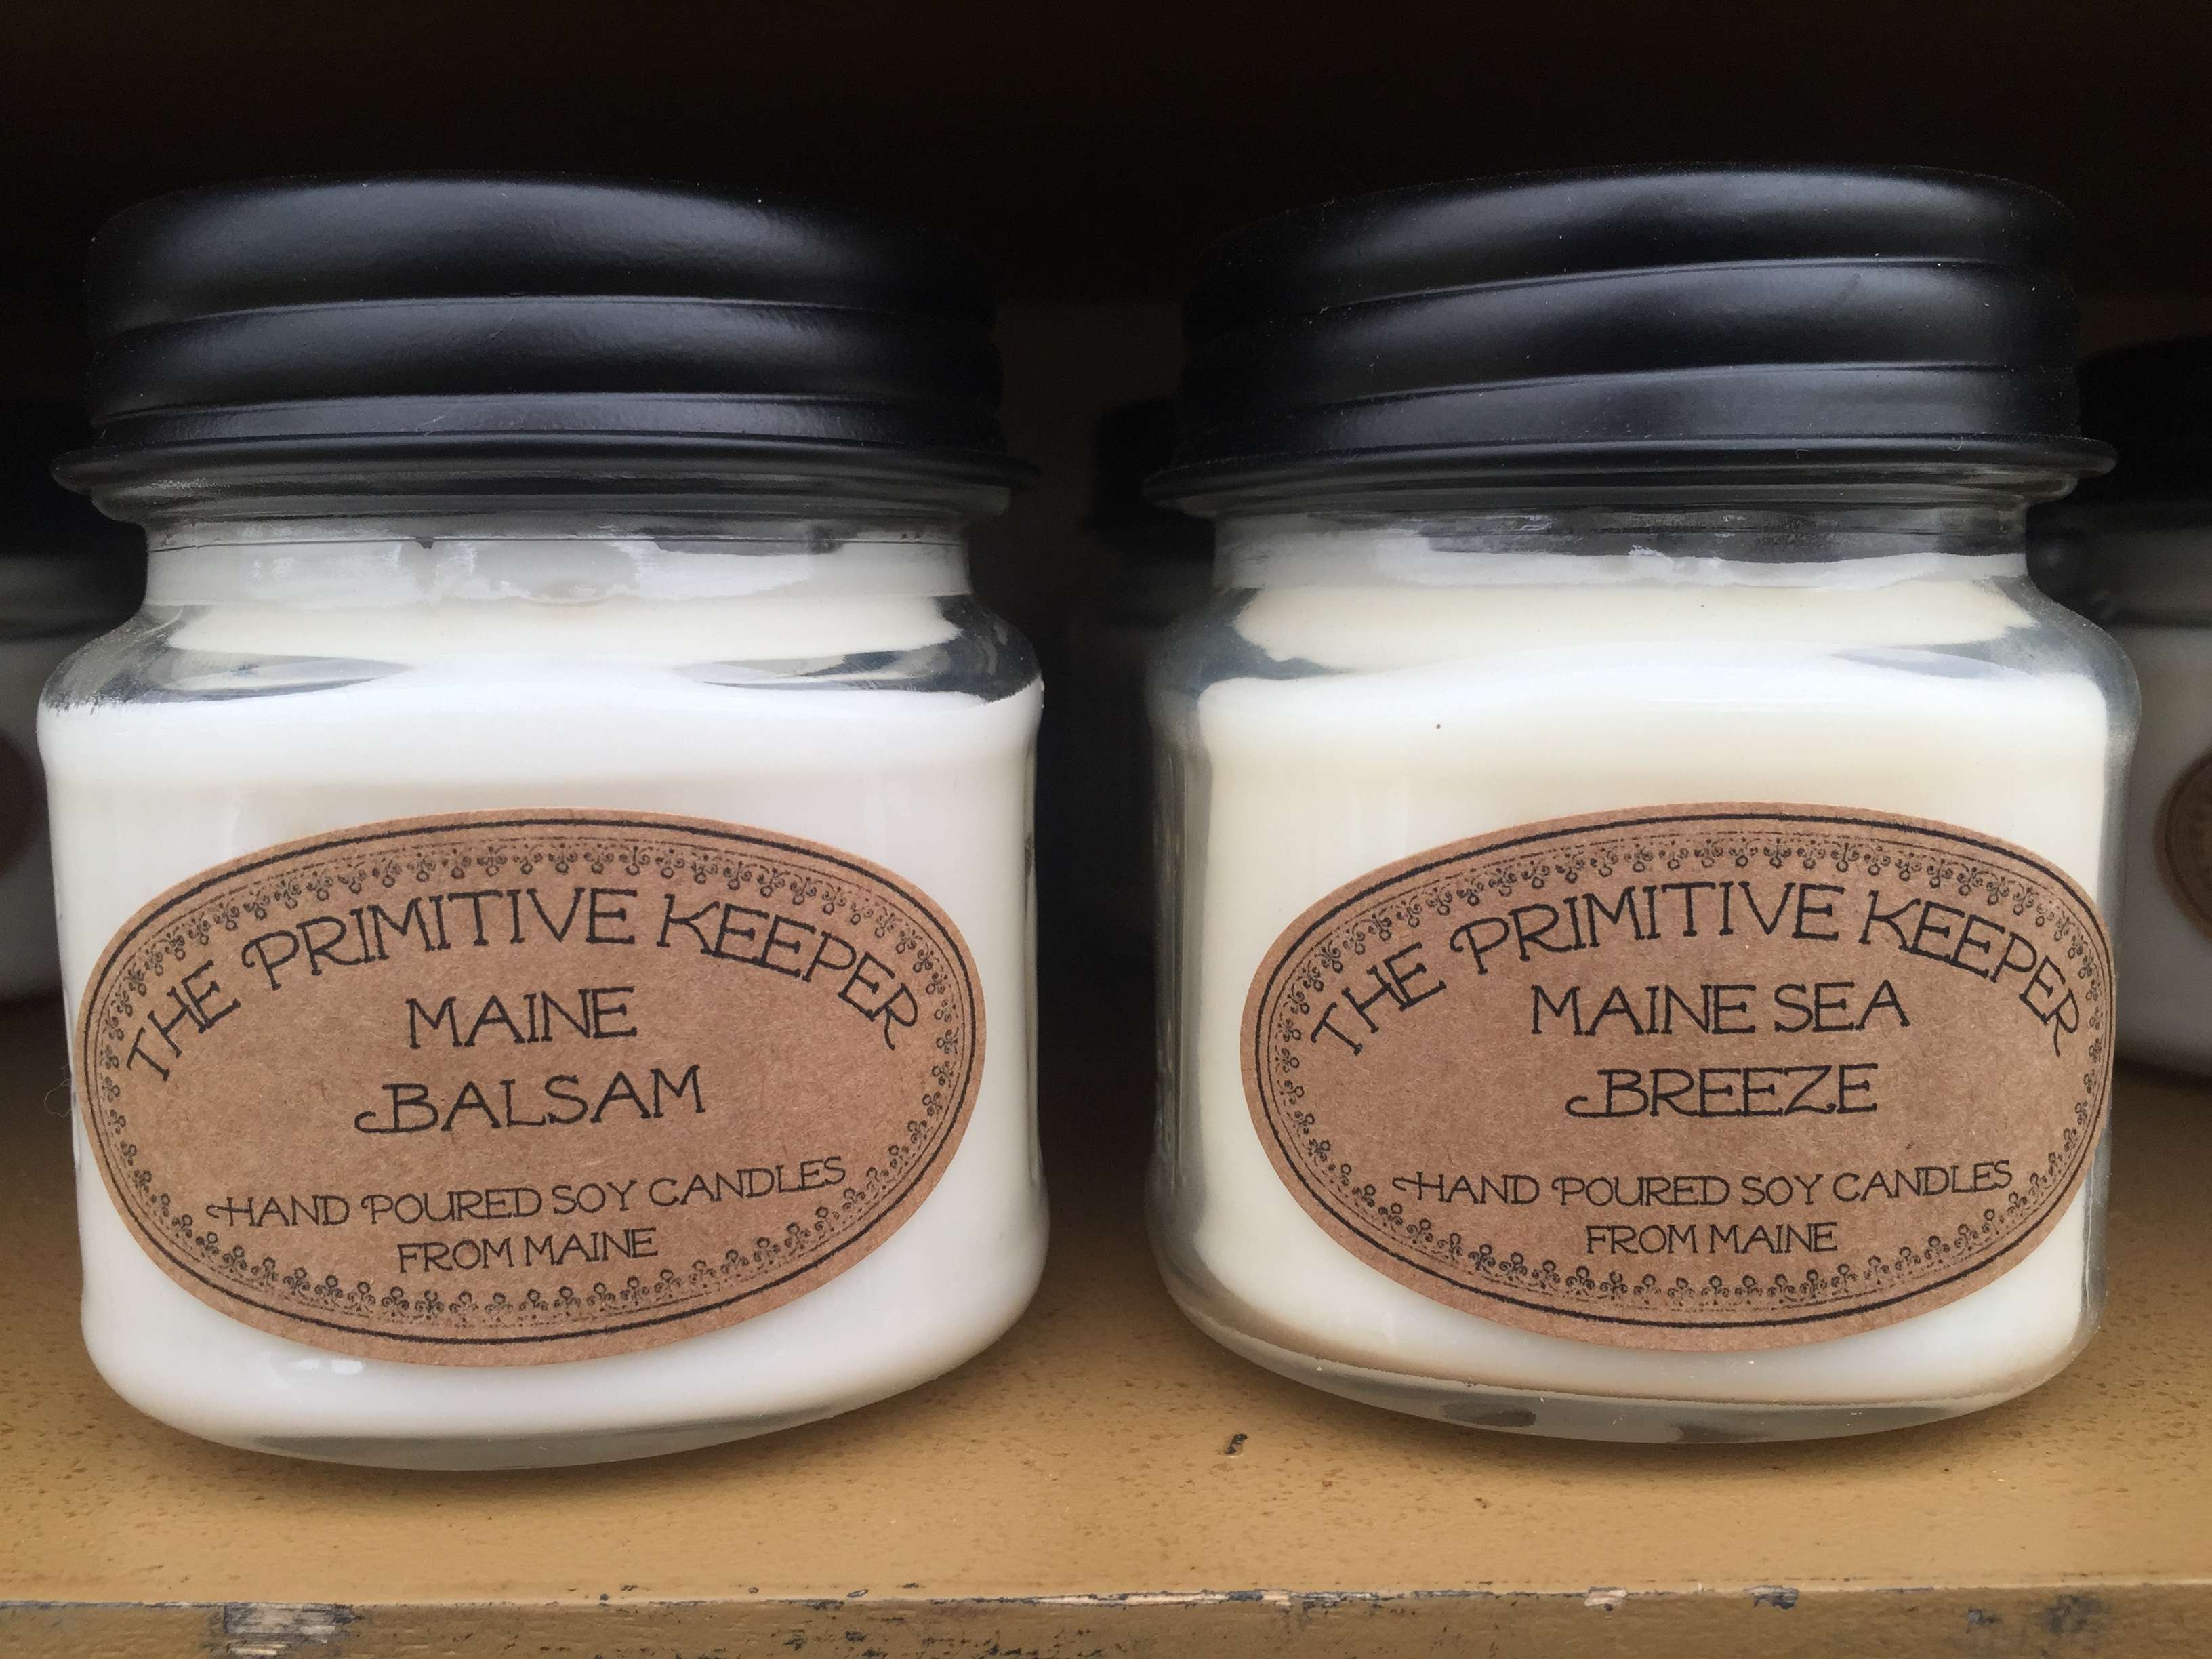 THE PRIMITIVE KEEPER
MAINE
BALSAM
HAND POURED SOY CANDLES
FROM MAINE
THE PRIMITIVE KEEPER
MAINE SEA
BREEZE
HAND POURED SOY CANDLES
FROM MAINE